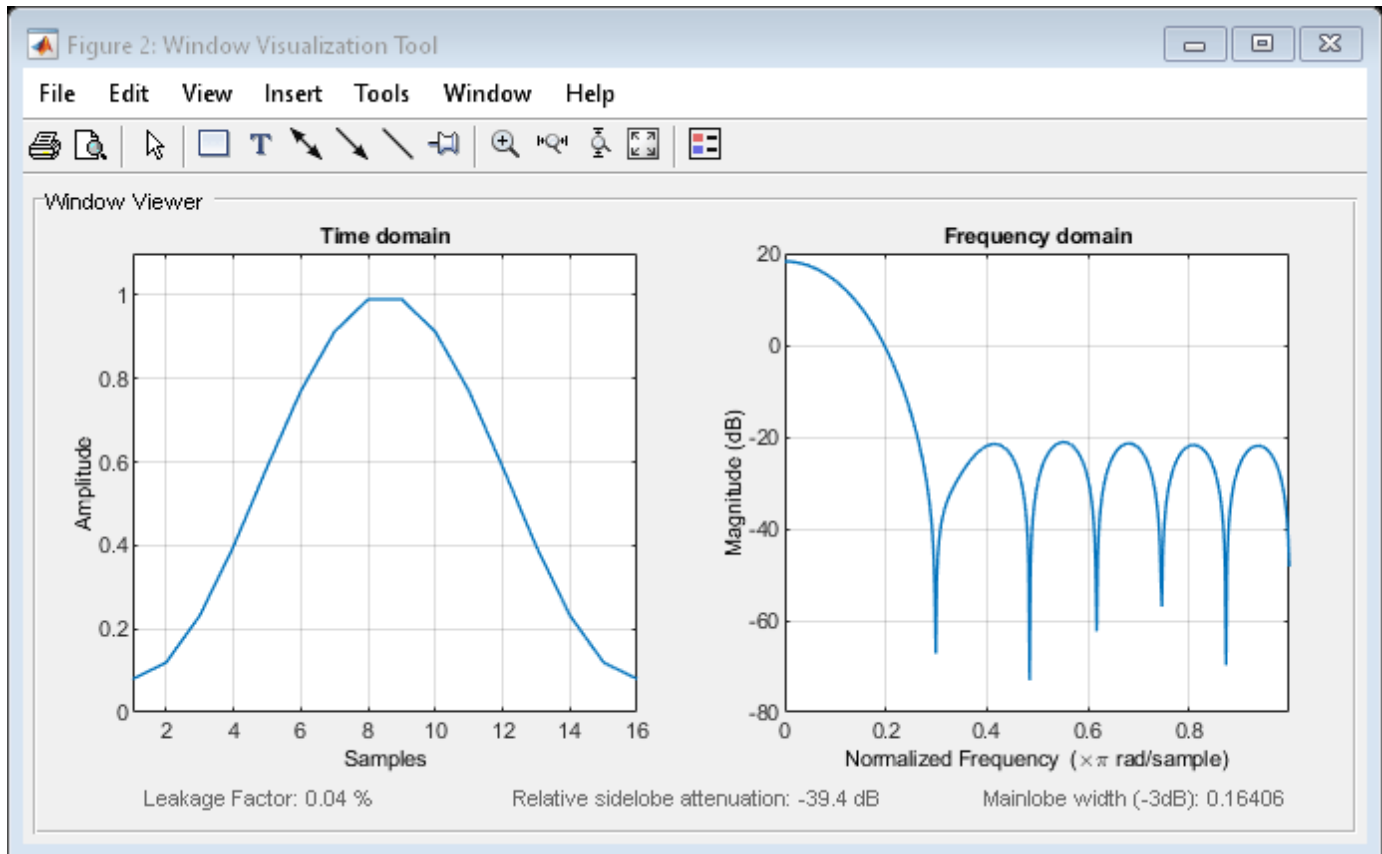 Figure 2: Window Visualization Tool
File Edit View Insert Tools Window Help
T
Window Viewer
Time domain
1
0.8
0.6
0.4
0.2
0
2 4 6 8 10 12 14 16
Amplitude
Samples
Frequency domain
20
0
-20
-40
-60
-80
0 0.2 0.4 0.6 0.8
Magnitude (dB)
Normalized Frequency (×π rad/sample)
Leakage Factor: 0.04 %
Relative sidelobe attenuation: -39.4 dB
Mainlobe width (-3dB): 0.16406